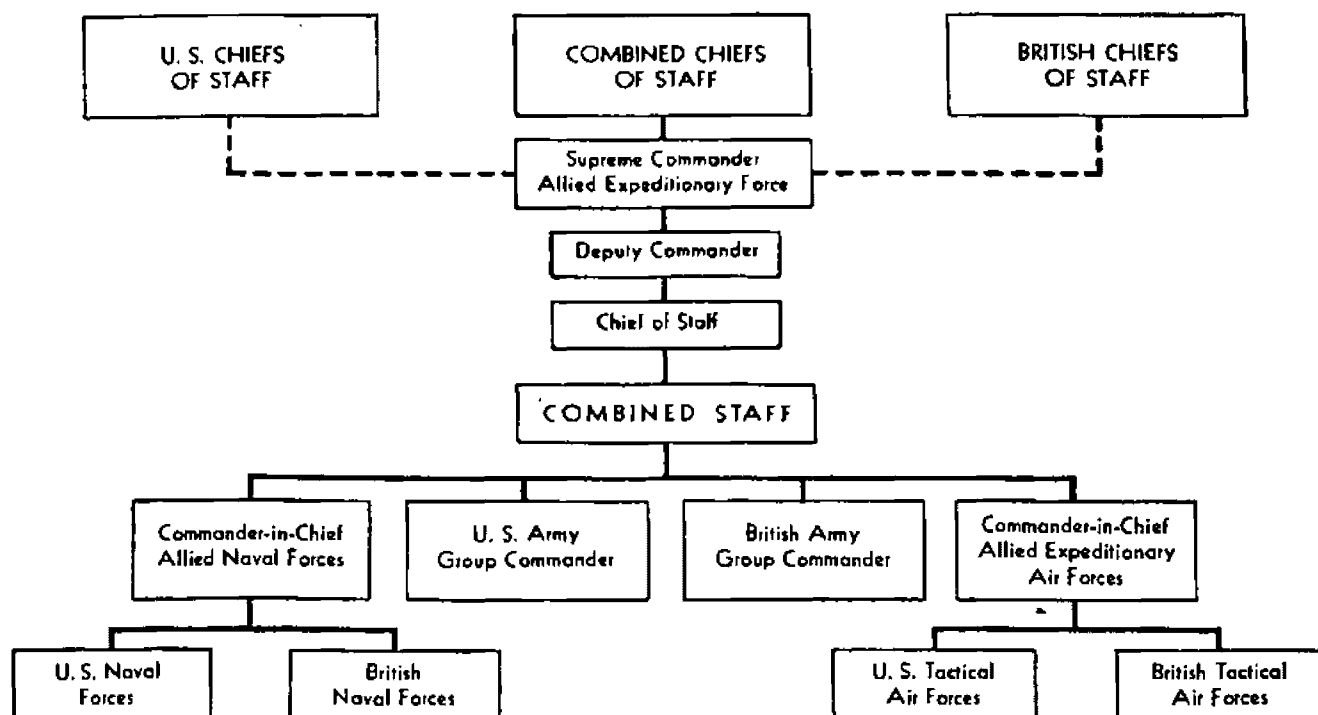 U. S. CHIEFS
OF STAFF
COMBINED CHIEFS
OF STAFF
BRITISH CHIEFS
OF STAFF
Supreme Commander
Allied Expeditionary Force
Deputy Commander
Chief of Staff
COMBINED STAFF
Commander-in-Chief
Allied Naval Forces
U. S. Army
Group Commander
British Army
Group Commander
Commander-in-Chief
Allied Expeditionary
Air Forces
U. S. Naval
Forces
British
Naval Forces
U. S. Tactical
Air Forces
British Tactical
Air Forces